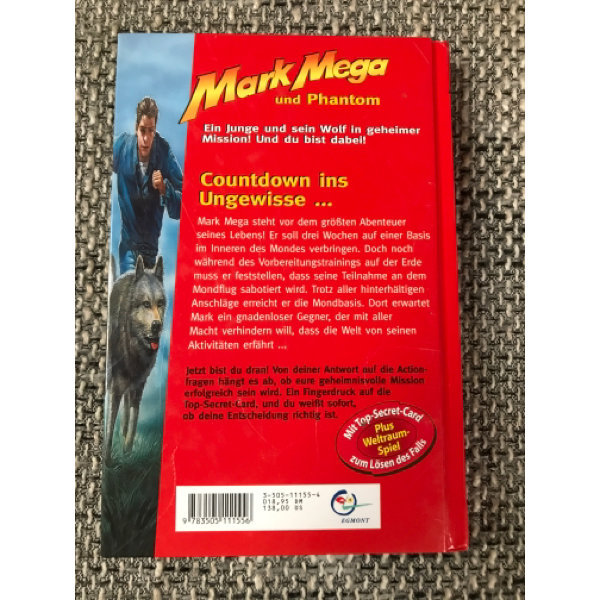 Mark Mega
und Phantom
Ein Junge und sein Wolf in geheimer
Mission! Und du bist dabei!
Countdown ins
Ungewisse ...
Mark Mega steht vor dem größten Abenteuer
seines Lebens! Er soll drei Wochen auf einer Basis
im Inneren des Mondes verbringen. Doch noch
während des Vorbereitungstrainings auf der Erde
muss er feststellen, dass seine Teilnahme an dem
Mondflug sabotiert wird. Trotz aller hinterhältigen
Anschläge erreicht er die Mondbasis. Dort erwartet
Mark ein gnadenloser Gegner, der mit aller
Macht verhindern will, dass die Welt von seinen
Aktivitäten erfährt ...
Jetzt bist du dran! Von deiner Antwort auf die Action-
fragen hängt es ab, ob eure geheimnisvolle Mission
erfolgreich sein wird. Ein Fingerdruck auf die
Top-Secret-Card, und du weißt sofort,
ob deine Entscheidung richtig ist.
Mit Top-Secret-Card
Plus
Weltraum-
Spiel
zum Lösen des Falls
3-505-11155-4
018,95 DM
138,00 ÖS
9 783505 111556
EGMONT